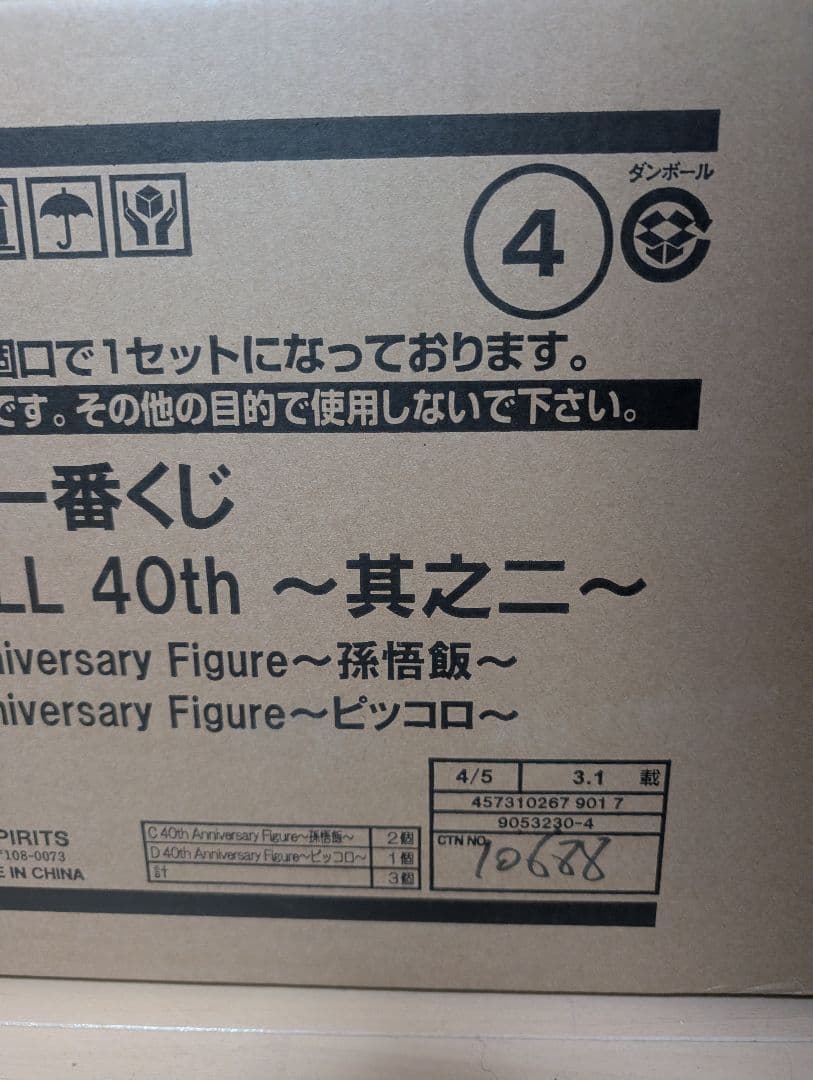 ダンボール
4
個口で1セットになっております。
です。その他の目的で使用しないで下さい。
一番くじ
LL 40th ～其之二～
niversary Figure～孫悟飯～
niversary Figure～ピッコロ～
4/5 3.1 載
457310267 901 7
9053230-4
CTN NO. 10688
PIRITS
〒108-0073
E IN CHINA
C 40th Anniversary Figure～孫悟飯～ 2個
D 40th Anniversary Figure～ピッコロ～ 1個
計 3個